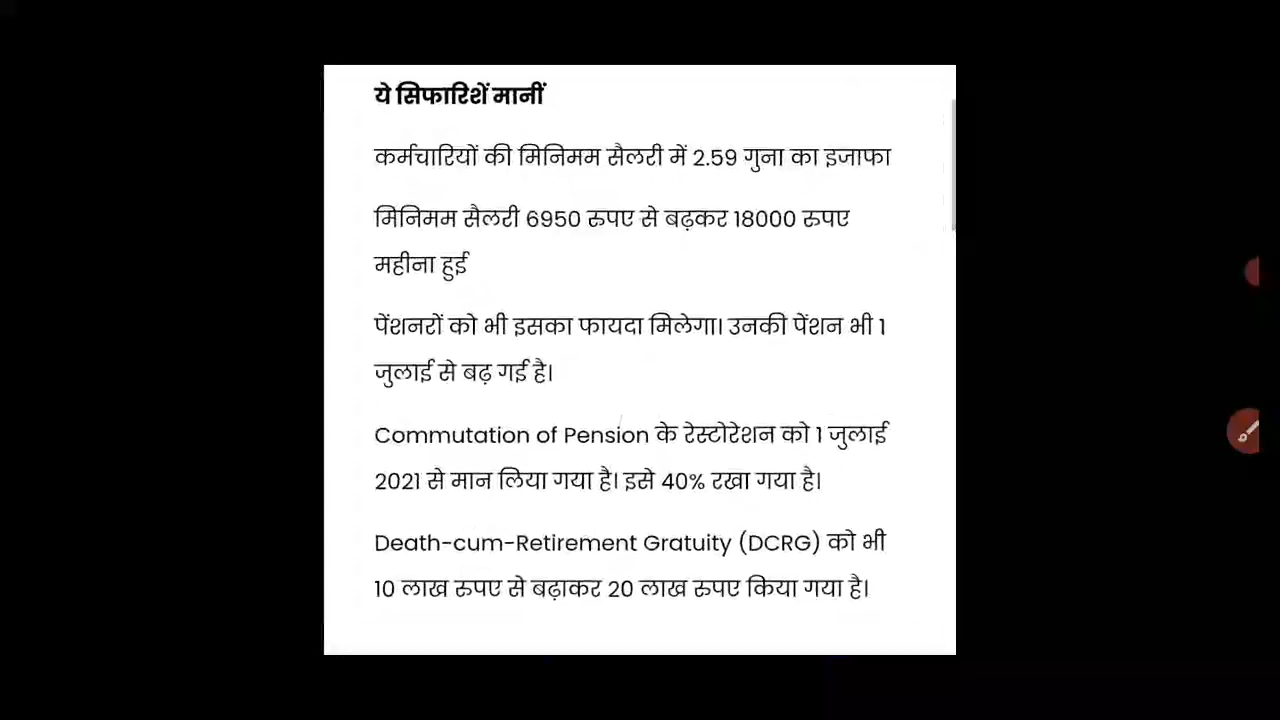 ये सिफारिशें मानीं
कर्मचारियों की मिनिमम सैलरी में 2.59 गुना का इजाफा
मिनिमम सैलरी 6950 रुपए से बढ़कर 18000 रुपए
महीना हुई
पेंशनरों को भी इसका फायदा मिलेगा। उनकी पेंशन भी 1
जुलाई से बढ़ गई है।
Commutation of Pension के रेस्टोरेशन को 1 जुलाई
2021 से मान लिया गया है। इसे 40% रखा गया है।
Death-cum-Retirement Gratuity (DCRG) को भी
10 लाख रुपए से बढ़ाकर 20 लाख रुपए किया गया है।